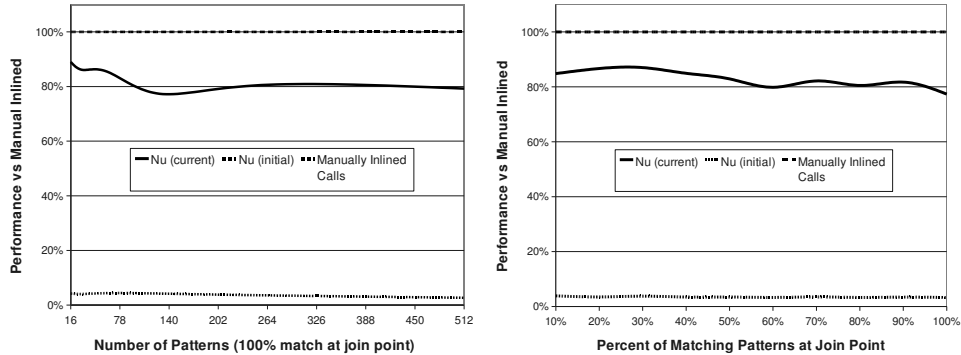 Performance vs Manual Inlined
100%
80%
60%
40%
20%
0%
Nu (current) Nu (initial) Manually Inlined
Calls
16 78 140 202 264 326 388 450 512
Number of Patterns (100% match at join point)
Performance vs Manual Inlined
100%
80%
60%
40%
20%
0%
Nu (current) Nu (initial) Manually Inlined
Calls
10% 20% 30% 40% 50% 60% 70% 80% 90% 100%
Percent of Matching Patterns at Join Point